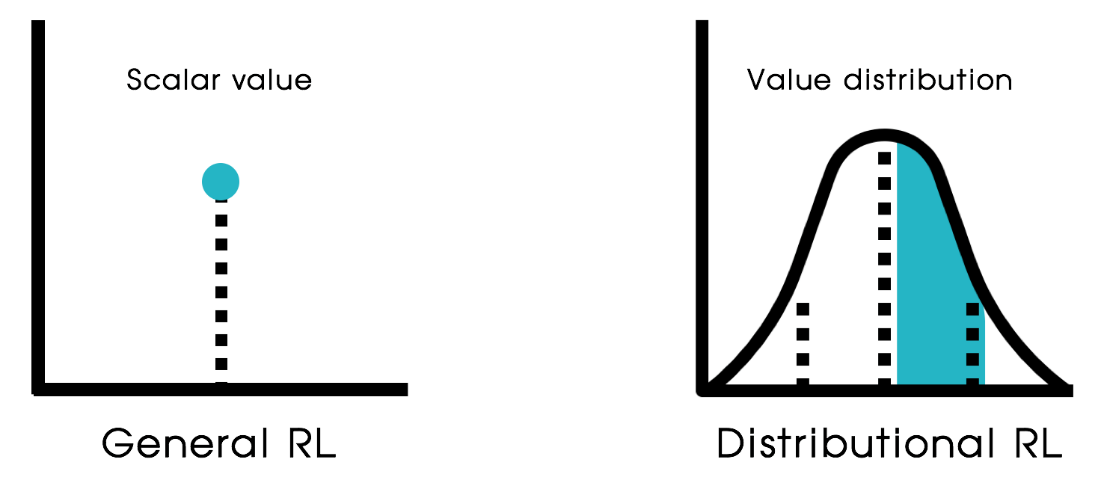 Scalar value
General RL
Value distribution
Distributional RL